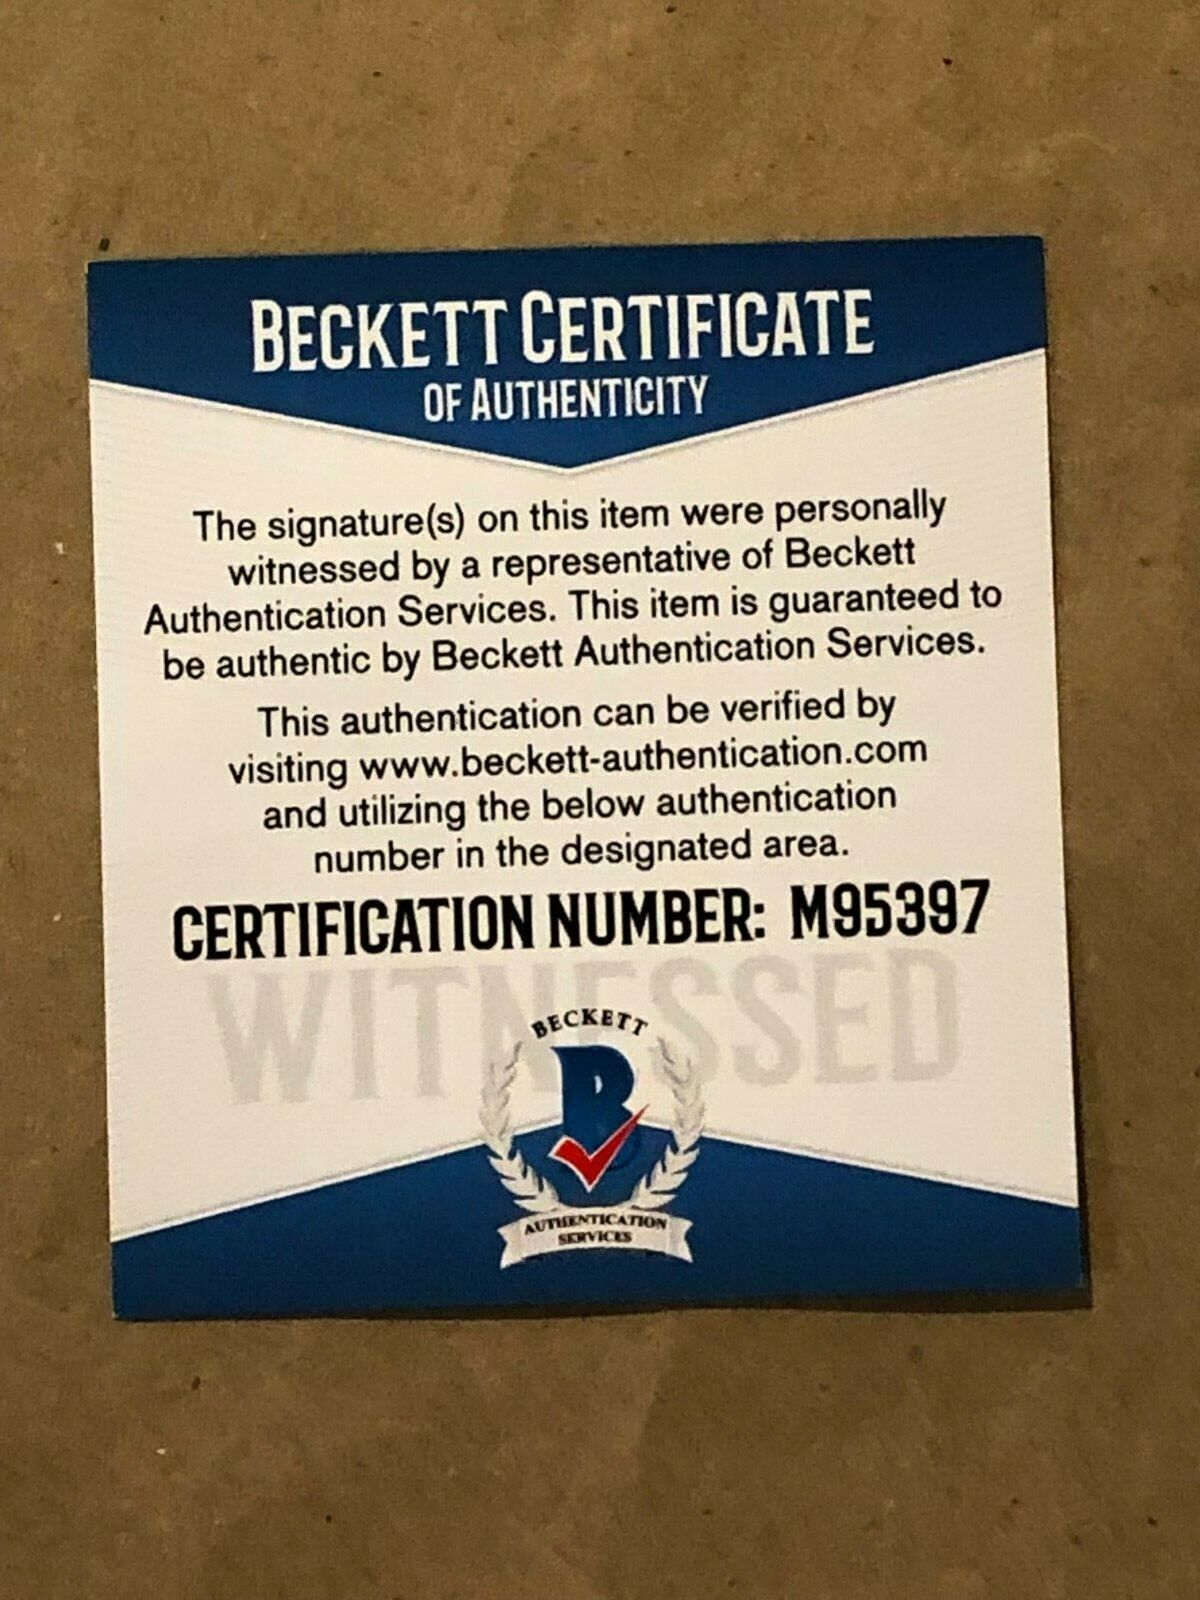 BECKETT CERTIFICATE
OF AUTHENTICITY
The signature(s) on this item were personally
witnessed by a representative of Beckett
Authentication Services. This item is guaranteed to
be authentic by Beckett Authentication Services.
This authentication can be verified by
visiting www.beckett-authentication.com
and utilizing the below authentication
number in the designated area.
CERTIFICATION NUMBER: M95397
WITNESSED
BECKETT
B
AUTHENTICATION
SERVICES